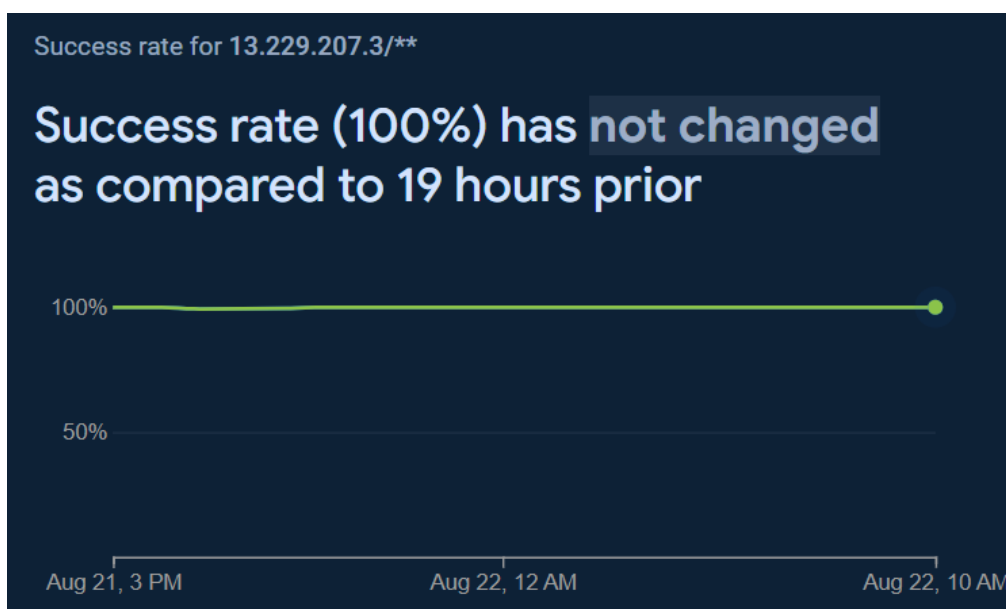 Success rate for 13.229.207.3/**
Success rate (100%) has not changed
as compared to 19 hours prior
100%
50%
Aug 21, 3 PM
Aug 22, 12 AM
Aug 22, 10 AM